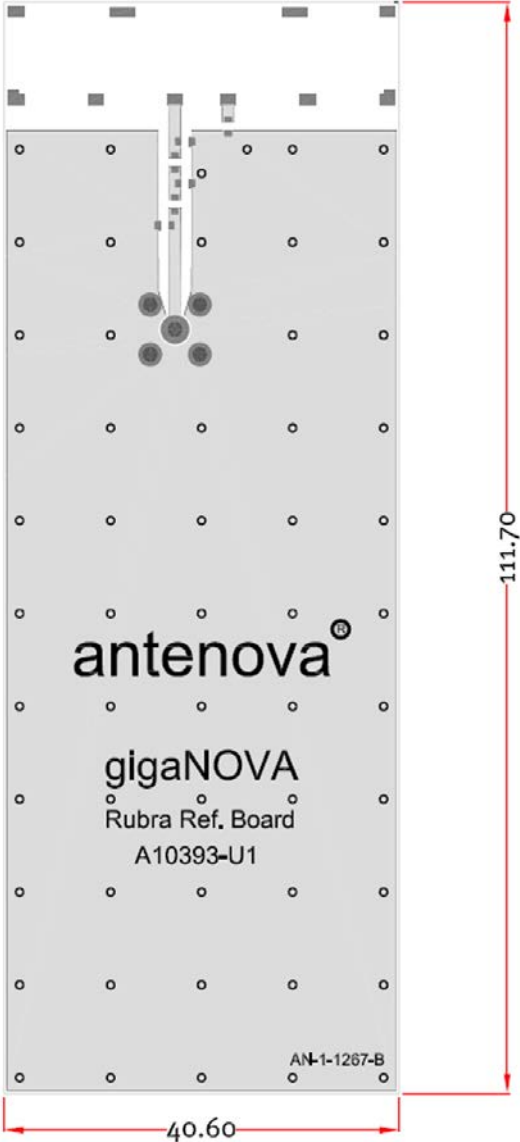 antenova®
gigaNOVA
Rubra Ref. Board
A10393-U1
AN-1-1267-B
111.70
40.60